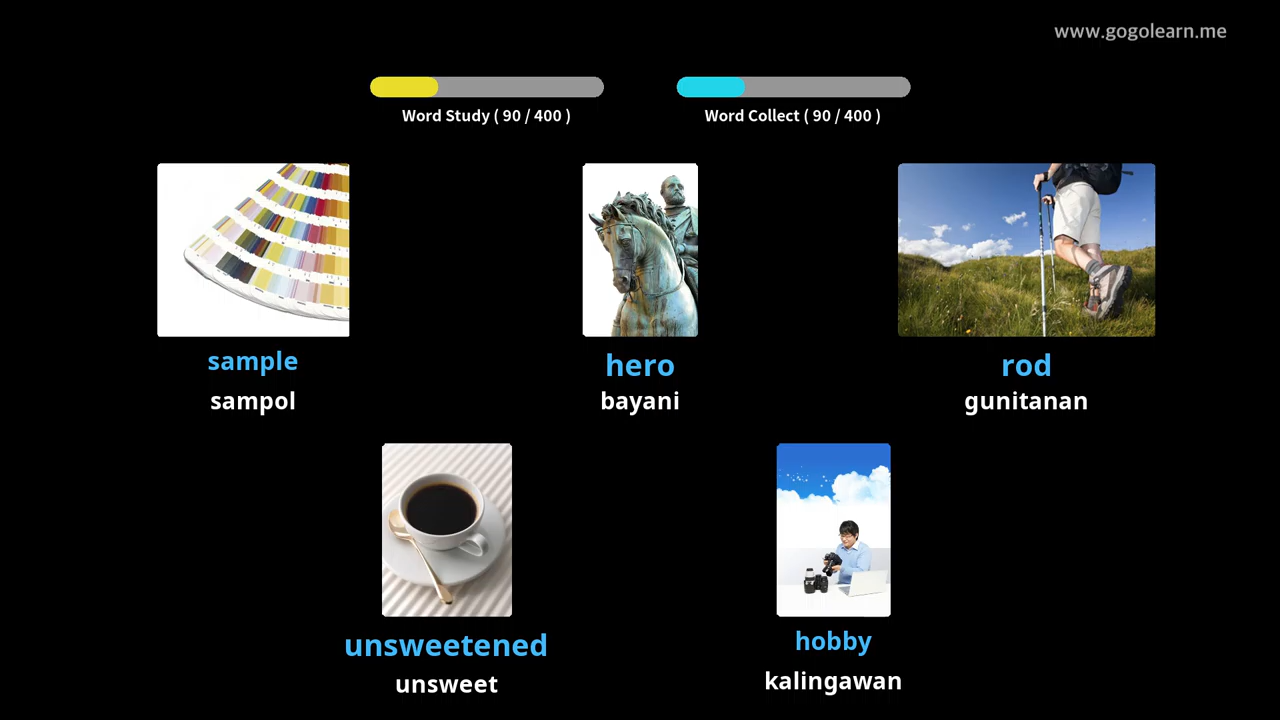 www.gogolearn.me
Word Study ( 90 / 400 )
Word Collect ( 90 / 400 )
sample
sampol
hero
bayani
rod
gunitanan
unsweetened
unsweet
hobby
kalingawan